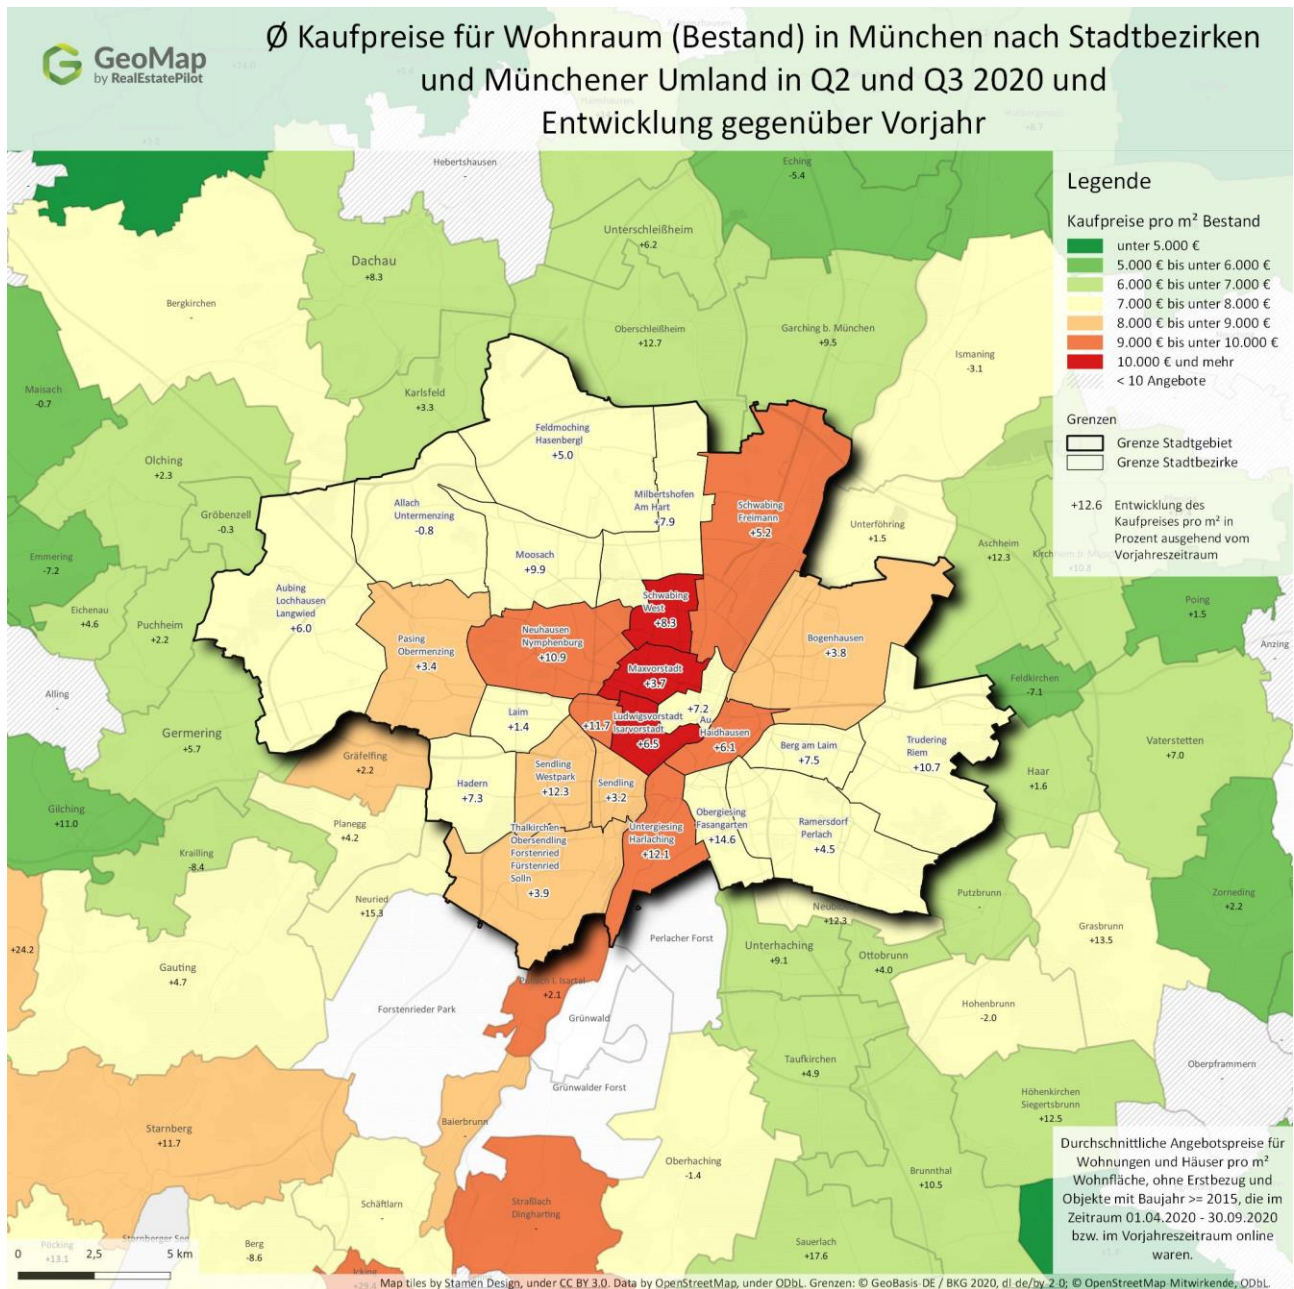 GeoMap
by RealEstatePilot
Ø Kaufpreise für Wohnraum (Bestand) in München nach Stadtbezirken
und Münchener Umland in Q2 und Q3 2020 und
Entwicklung gegenüber Vorjahr
Legende
Kaufpreise pro m² Bestand
unter 5.000 €
5.000 € bis unter 6.000 €
6.000 € bis unter 7.000 €
7.000 € bis unter 8.000 €
8.000 € bis unter 9.000 €
9.000 € bis unter 10.000 €
10.000 € und mehr
< 10 Angebote
Grenzen
Grenze Stadtgebiet
Grenze Stadtbezirke
+12.6 Entwicklung des
Kaufpreises pro m² in
Prozent ausgehend vom
Vorjahreszeitraum
Hebertshausen
-
Eching
-5.4
Unterschleißheim
+6.2
Dachau
+8.3
Bergkirchen
-
Oberschleißheim
+12.7
Garching b. München
+9.5
Ismaning
-3.1
Maisach
-0.7
Karlsfeld
+3.3
Feldmoching
Hasenbergl
+5.0
Olching
+2.3
Allach
Untermenzing
-0.8
Milbertshofen
Am Hart
+7.9
Schwabing
Freimann
+5.2
Gröbenzell
-0.3
Unterföhring
+1.5
Aschheim
+12.3
Emmering
-7.2
Moosach
+9.9
Aubing
Lochhausen
Langwied
+6.0
Schwabing
West
+8.3
Poing
+1.5
Eichenau
+4.6
Puchheim
+2.2
Pasing
Obermenzing
+3.4
Neuhausen
Nymphenburg
+10.9
Bogenhausen
+3.8
Anzing
-
Maxvorstadt
+3.7
Feldkirchen
-7.1
Alling
-
Laim
+1.4
+11.7
Ludwigsvorstadt
Isarvorstadt
+6.5
+7.2
Au
Haidhausen
+6.1
Germering
+5.7
Gräfelfing
+2.2
Berg am Laim
+7.5
Trudering
Riem
+10.7
Vaterstetten
+7.0
Hadern
+7.3
Sendling
Westpark
+12.3
Sendling
+3.2
Haar
+1.6
Gilching
+11.0
Planegg
+4.2
Thalkirchen
Obersendling
Forstenried
Fürstenried
Solln
+3.9
Untergiesing
Harlaching
+12.1
Obergiesing
Fasangarten
+14.6
Ramersdorf
Perlach
+4.5
Krailling
-8.4
Neuried
+15.3
Putzbrunn
-
Zorneding
+2.2
+12.3
Grasbrunn
+13.5
+24.2
Gauting
+4.7
Perlacher Forst
Unterhaching
+9.1
Ottobrunn
+4.0
+2.1
Forstenrieder Park
Grünwald
Hohenbrunn
-2.0
Taufkirchen
+4.9
Oberpframmern
-
Grünwalder Forst
Höhenkirchen
Siegertsbrunn
+12.5
Starnberg
+11.7
Baierbrunn
-
Oberhaching
-1.4
Brunnthal
+10.5
Schäftlarn
-
Straßlach
Dingharting
-
Sauerlach
+17.6
Berg
-8.6
Pöcking
+13.1
Durchschnittliche Angebotspreise für
Wohnungen und Häuser pro m²
Wohnfläche, ohne Erstbezug und
Objekte mit Baujahr >= 2015, die im
Zeitraum 01.04.2020 - 30.09.2020
bzw. im Vorjahreszeitraum online
waren.
0 2,5 5 km
Map tiles by Stamen Design, under CC BY 3.0. Data by OpenStreetMap, under ODbL. Grenzen: © GeoBasis-DE / BKG 2020, dl-de/by-2-0; © OpenStreetMap-Mitwirkende, ODbL.